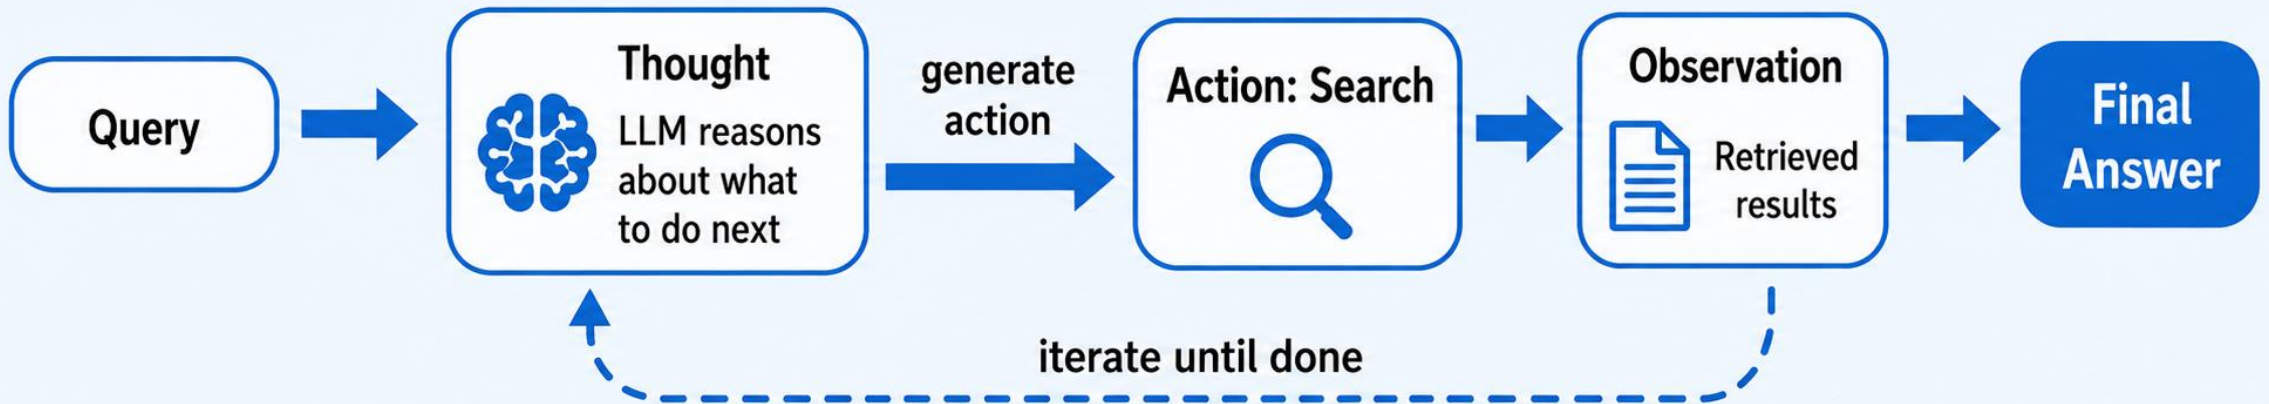 Query
Thought
LLM reasons
about what
to do next
generate
action
Action: Search
Observation
Retrieved
results
Final
Answer
iterate until done